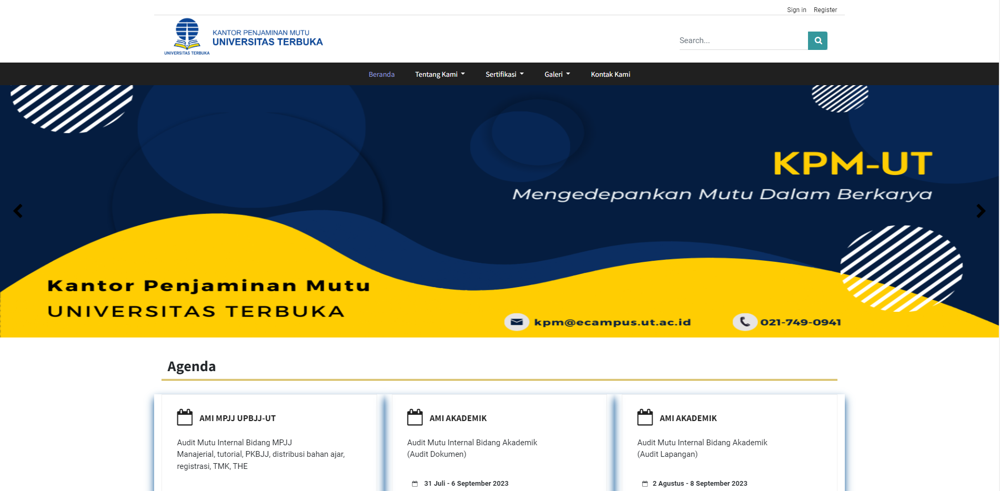 Sign in Register
KANTOR PENJAMINAN MUTU
UNIVERSITAS TERBUKA
UNIVERSITAS TERBUKA
Search...
Beranda Tentang Kami Sertifikasi Galeri Kontak Kami
KPM-UT
Mengedepankan Mutu Dalam Berkarya
Kantor Penjaminan Mutu
UNIVERSITAS TERBUKA
kpm@ecampus.ut.ac.id 021-749-0941
Agenda
AMI MPJJ UPBJJ-UT
Audit Mutu Internal Bidang MPJJ
Manajerial, tutorial, PKBJJ, distribusi bahan ajar,
registrasi, TMK, THE
AMI AKADEMIK
Audit Mutu Internal Bidang Akademik
(Audit Dokumen)
31 Juli - 6 September 2023
AMI AKADEMIK
Audit Mutu Internal Bidang Akademik
(Audit Lapangan)
2 Agustus - 8 September 2023